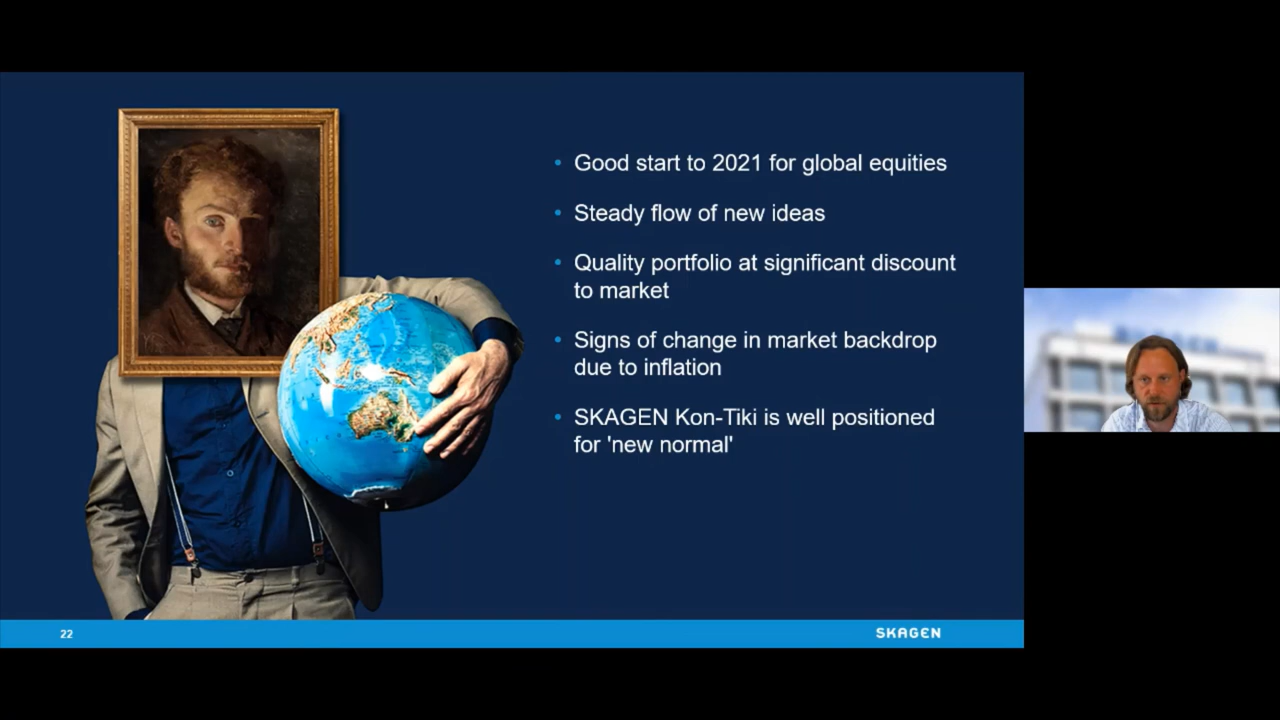 Good start to 2021 for global equities
Steady flow of new ideas
Quality portfolio at significant discount
to market
Signs of change in market backdrop
due to inflation
SKAGEN Kon-Tiki is well positioned
for 'new normal'
22
SKAGEN